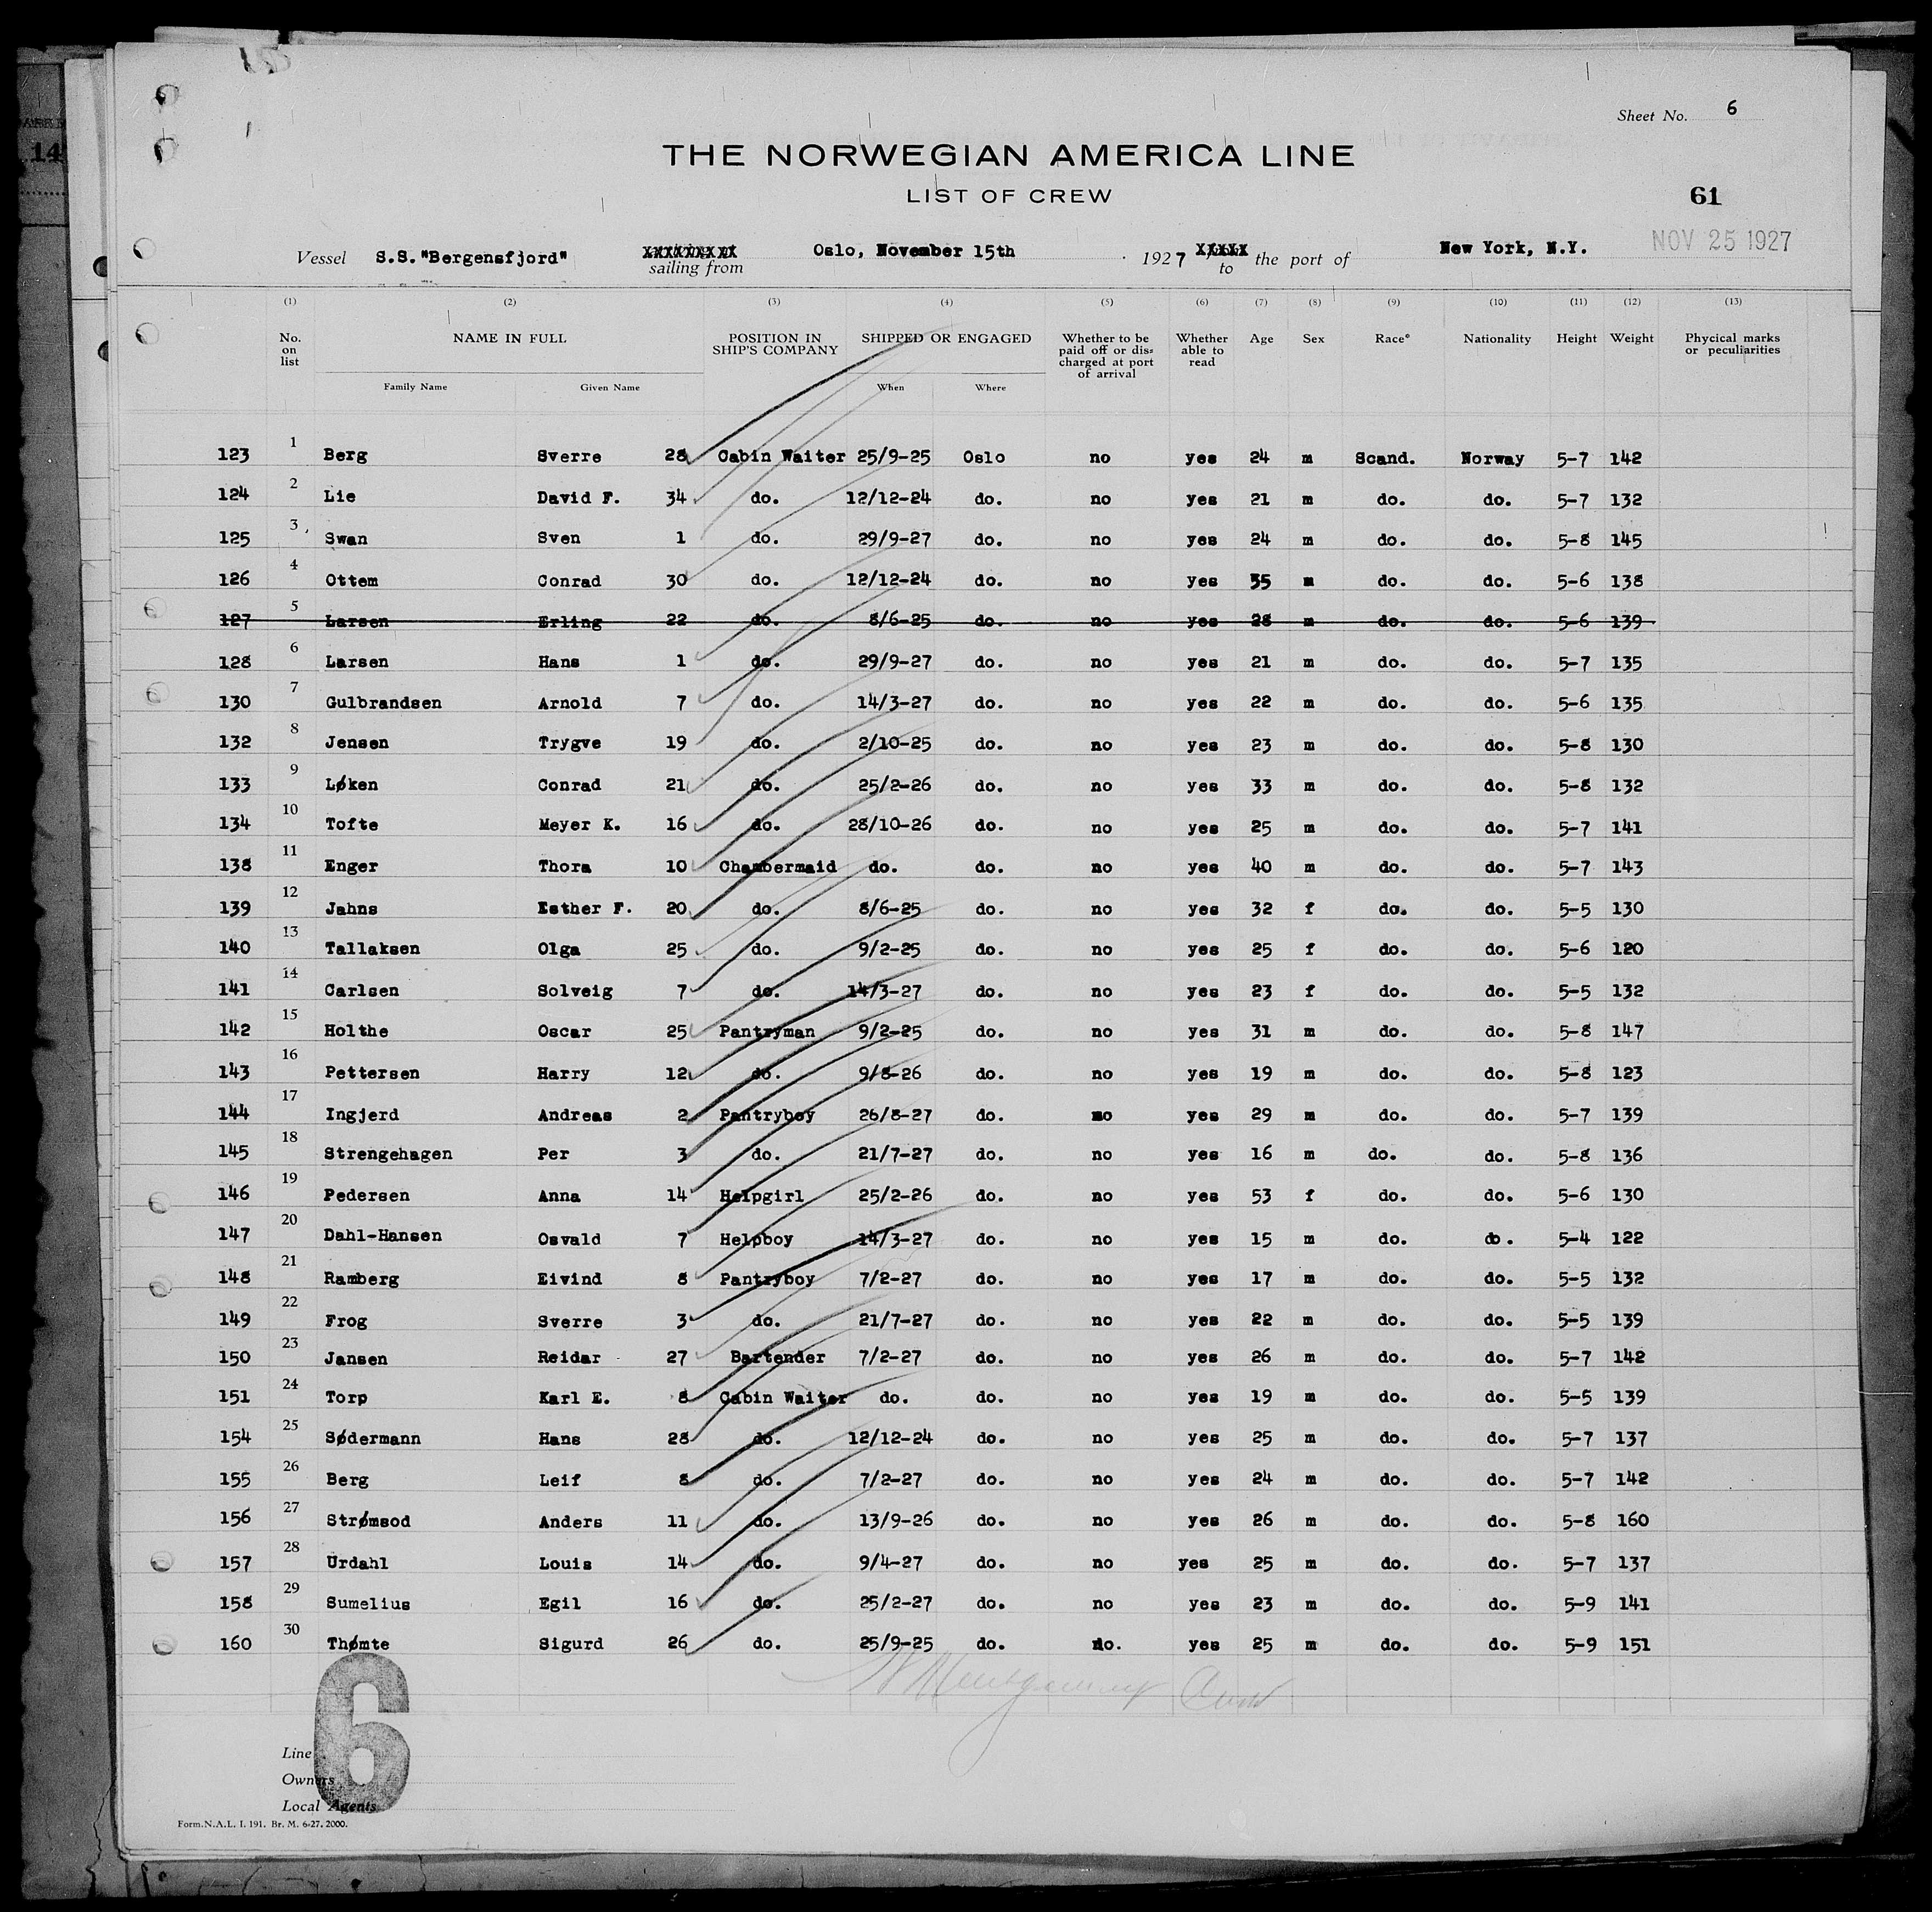 Sheet No. 6
THE NORWEGIAN AMERICA LINE
LIST OF CREW
61
Vessel S.S."Bergensfjord" XXXXXXXXX sailing from Oslo, November 15th 1927 XXXXX to the port of New York, N.Y. NOV 25 1927
(1) (2) (3) (4) (5) (6) (7) (8) (9) (10) (11) (12) (13)
No. on list NAME IN FULL POSITION IN SHIP'S COMPANY SHIPPED OR ENGAGED Whether to be paid off or dis= charged at port of arrival Whether able to read Age Sex Race* Nationality Height Weight Phycical marks or peculiarities
Family Name Given Name When Where
123 1 Berg Sverre 28 Cabin Waiter 25/9-25 Oslo no yes 24 m Scand. Norway 5-7 142
124 2 Lie David F. 34 do. 12/12-24 do. no yes 21 m do. do. 5-7 132
125 3 Swan Sven 1 do. 29/9-27 do. no yes 24 m do. do. 5-8 145
126 4 Ottem Conrad 30 do. 12/12-24 do. no yes 35 m do. do. 5-6 138
127 5 Larsen Erling 22 do. 8/6-25 do. no yes 28 m do. do. 5-6 139
128 6 Larsen Hans 1 do. 29/9-27 do. no yes 21 m do. do. 5-7 135
130 7 Gulbrandsen Arnold 7 do. 14/3-27 do. no yes 22 m do. do. 5-6 135
132 8 Jensen Trygve 19 do. 2/10-25 do. no yes 23 m do. do. 5-8 130
133 9 Løken Conrad 21 do. 25/2-26 do. no yes 33 m do. do. 5-8 132
134 10 Tofte Meyer K. 16 do. 28/10-26 do. no yes 25 m do. do. 5-7 141
138 11 Enger Thora 10 Chambermaid do. do. no yes 40 m do. do. 5-7 143
139 12 Jahns Esther F. 20 do. 8/6-25 do. no yes 32 f do. do. 5-5 130
140 13 Tallaksen Olga 25 do. 9/2-25 do. no yes 25 f do. do. 5-6 120
141 14 Carlsen Solveig 7 do. 14/3-27 do. no yes 23 f do. do. 5-5 132
142 15 Holthe Oscar 25 Pantryman 9/2-25 do. no yes 31 m do. do. 5-8 147
143 16 Pettersen Harry 12 do. 9/8-26 do. no yes 19 m do. do. 5-8 123
144 17 Ingjerd Andreas 2 Pantryboy 26/8-27 do. no yes 29 m do. do. 5-7 139
145 18 Strengehagen Per 3 do. 21/7-27 do. no yes 16 m do. do. 5-8 136
146 19 Pedersen Anna 14 Helpgirl 25/2-26 do. no yes 53 f do. do. 5-6 130
147 20 Dahl-Hansen Osvald 7 Helpboy 14/3-27 do. no yes 15 m do. do. 5-4 122
148 21 Ramberg Eivind 8 Pantryboy 7/2-27 do. no yes 17 m do. do. 5-5 132
149 22 Frog Sverre 3 do. 21/7-27 do. no yes 22 m do. do. 5-5 139
150 23 Jansen Reidar 27 Bartender 7/2-27 do. no yes 26 m do. do. 5-7 142
151 24 Torp Karl E. 8 Cabin Waiter do. do. no yes 19 m do. do. 5-5 139
154 25 Sødermann Hans 28 do. 12/12-24 do. no yes 25 m do. do. 5-7 137
155 26 Berg Leif 8 do. 7/2-27 do. no yes 24 m do. do. 5-7 142
156 27 Strømsod Anders 11 do. 13/9-26 do. no yes 26 m do. do. 5-8 160
157 28 Urdahl Louis 14 do. 9/4-27 do. no yes 25 m do. do. 5-7 137
158 29 Sumelius Egil 16 do. 25/2-27 do. no yes 23 m do. do. 5-9 141
160 30 Thømte Sigurd 26 do. 25/9-25 do. no. yes 25 m do. do. 5-9 151
Montgomery
6
Line
Owners
Local Agents
Form.N.A.L. I. 191. Br. M. 6-27. 2000.